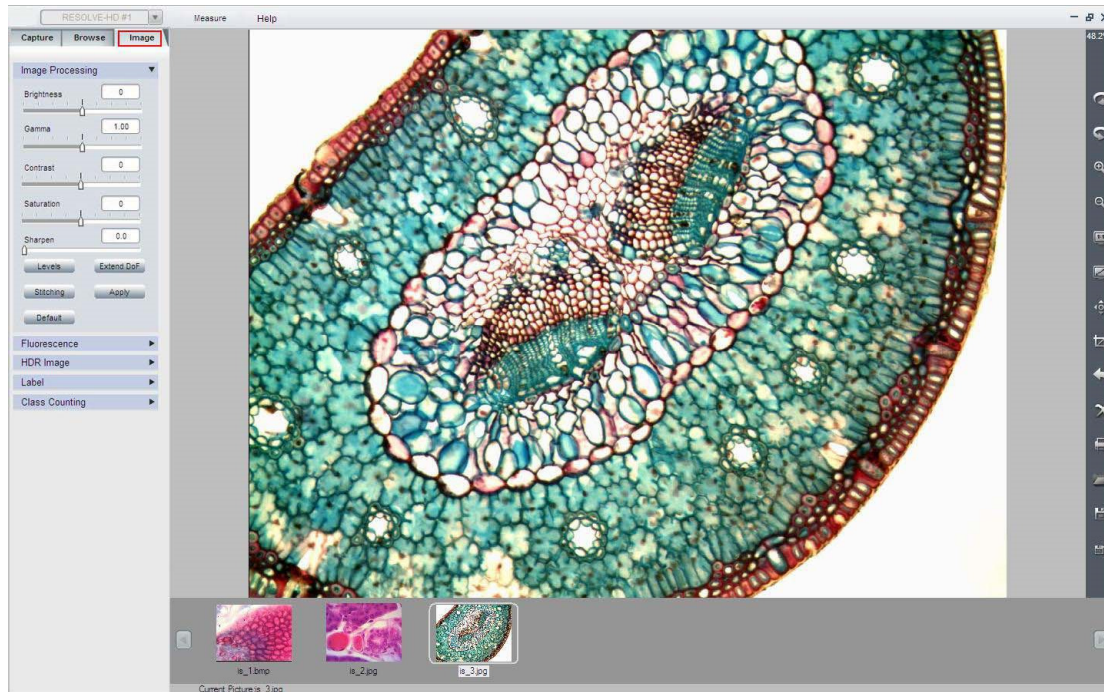 RESOLVE-HD #1
Measure Help
Capture Browse Image
48.2%
Image Processing
Brightness 0
Gamma 1.00
Contrast 0
Saturation 0
Sharpen 0.0
Levels Extend DoF
Stitching Apply
Default
Fluorescence
HDR Image
Label
Class Counting
is_1.bmp is_2.jpg is_3.jpg
Current Picture:is_3.jpg